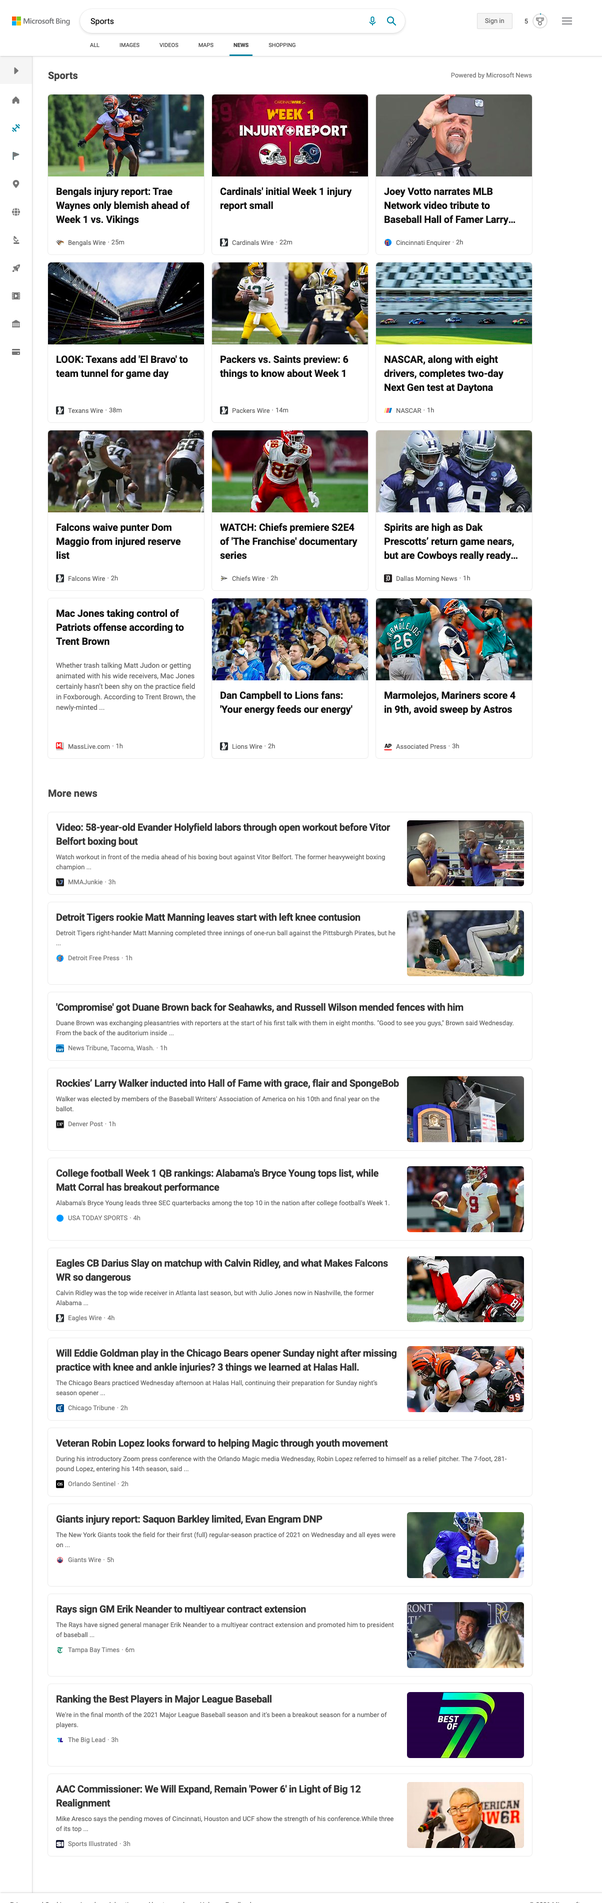 Microsoft Bing
Sports
Sign in
5
ALL IMAGES VIDEOS MAPS NEWS SHOPPING
Sports
Powered by Microsoft News
Bengals injury report: Trae
Waynes only blemish ahead of
Week 1 vs. Vikings
Bengals Wire · 25m
WEEK 1
INJURY REPORT
Cardinals' initial Week 1 injury
report small
Cardinals Wire · 22m
Joey Votto narrates MLB
Network video tribute to
Baseball Hall of Famer Larry...
Cincinnati Enquirer · 2h
LOOK: Texans add 'El Bravo' to
team tunnel for game day
Texans Wire · 38m
Packers vs. Saints preview: 6
things to know about Week 1
Packers Wire · 14m
NASCAR, along with eight
drivers, completes two-day
Next Gen test at Daytona
NASCAR · 1h
Falcons waive punter Dom
Maggio from injured reserve
list
Falcons Wire · 2h
WATCH: Chiefs premiere S2E4
of 'The Franchise' documentary
series
Chiefs Wire · 2h
Spirits are high as Dak
Prescotts' return game nears,
but are Cowboys really ready...
Dallas Morning News · 1h
Mac Jones taking control of
Patriots offense according to
Trent Brown
Whether trash talking Matt Judon or getting
animated with his wide receivers, Mac Jones
certainly hasn't been shy on the practice field
in Foxborough. According to Trent Brown, the
newly-minted ...
MassLive.com · 1h
Dan Campbell to Lions fans:
'Your energy feeds our energy'
Lions Wire · 2h
Marmolejos, Mariners score 4
in 9th, avoid sweep by Astros
AP Associated Press · 3h
More news
Video: 58-year-old Evander Holyfield labors through open workout before Vitor
Belfort boxing bout
Watch workout in front of the media ahead of his boxing bout against Vitor Belfort. The former heavyweight boxing
champion ...
MMAJunkie · 3h
Detroit Tigers rookie Matt Manning leaves start with left knee contusion
Detroit Tigers right-hander Matt Manning completed three innings of one-run ball against the Pittsburgh Pirates, but he
...
Detroit Free Press · 1h
'Compromise' got Duane Brown back for Seahawks, and Russell Wilson mended fences with him
Duane Brown was exchanging pleasantries with reporters at the start of his first talk with them in eight months. "Good to see you guys," Brown said Wednesday.
From the back of the auditorium inside ...
News Tribune, Tacoma, Wash. · 1h
Rockies' Larry Walker inducted into Hall of Fame with grace, flair and SpongeBob
Walker was elected by members of the Baseball Writers' Association of America on his 10th and final year on the
ballot.
Denver Post · 1h
College football Week 1 QB rankings: Alabama's Bryce Young tops list, while
Matt Corral has breakout performance
Alabama's Bryce Young leads three SEC quarterbacks among the top 10 in the nation after college football's Week 1.
USA TODAY SPORTS · 4h
Eagles CB Darius Slay on matchup with Calvin Ridley, and what Makes Falcons
WR so dangerous
Calvin Ridley was the top wide receiver in Atlanta last season, but with Julio Jones now in Nashville, the former
Alabama ...
Eagles Wire · 4h
Will Eddie Goldman play in the Chicago Bears opener Sunday night after missing
practice with knee and ankle injuries? 3 things we learned at Halas Hall.
The Chicago Bears practiced Wednesday afternoon at Halas Hall, continuing their preparation for Sunday night's
season opener ...
Chicago Tribune · 2h
Veteran Robin Lopez looks forward to helping Magic through youth movement
During his introductory Zoom press conference with the Orlando Magic media Wednesday, Robin Lopez referred to himself as a relief pitcher. The 7-foot, 281-
pound Lopez, entering his 14th season, said ...
Orlando Sentinel · 2h
Giants injury report: Saquon Barkley limited, Evan Engram DNP
The New York Giants took the field for their first (full) regular-season practice of 2021 on Wednesday and all eyes were
on ...
Giants Wire · 5h
Rays sign GM Erik Neander to multiyear contract extension
The Rays have signed general manager Erik Neander to a multiyear contract extension and promoted him to president
of baseball ...
Tampa Bay Times · 6m
Ranking the Best Players in Major League Baseball
We're in the final month of the 2021 Major League Baseball season and it's been a breakout season for a number of
players.
The Big Lead · 3h
BEST
OF
7
AAC Commissioner: We Will Expand, Remain 'Power 6' in Light of Big 12
Realignment
Mike Aresco says the pending moves of Cincinnati, Houston and UCF show the strength of his conference.While three
of its top ...
Sports Illustrated · 3h